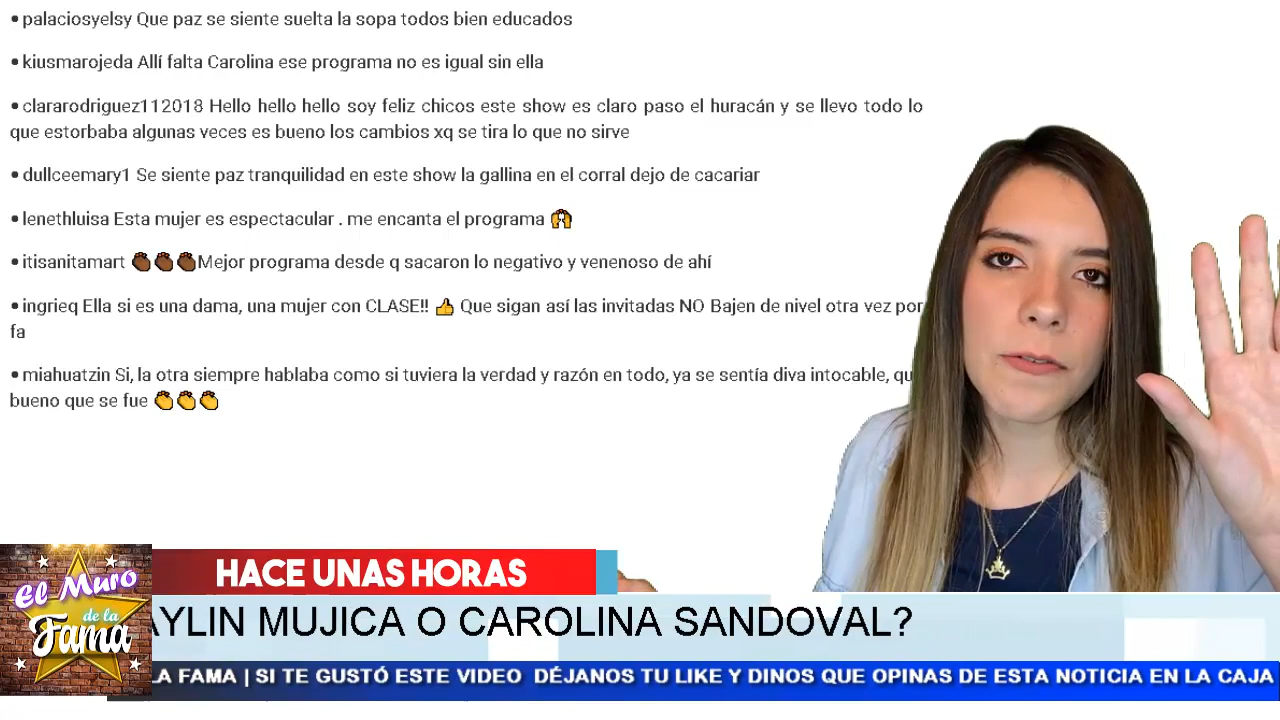 • palaciosyelsy Que paz se siente suelta la sopa todos bien educados
• kiusmarojeda Allí falta Carolina ese programa no es igual sin ella
• clararodriguez112018 Hello hello hello soy feliz chicos este show es claro paso el huracán y se llevo todo lo
que estorbaba algunas veces es bueno los cambios xq se tira lo que no sirve
• dullceemary1 Se siente paz tranquilidad en este show la gallina en el corral dejo de cacariar
• lenethluisa Esta mujer es espectacular . me encanta el programa 🙌
• itisanitamart 👏🏾👏🏾👏🏾Mejor programa desde q sacaron lo negativo y venenoso de ahí
• ingrieq Ella si es una dama, una mujer con CLASE!! 👍 Que sigan así las invitadas NO Bajen de nivel otra vez por
fa
• miahuatzin Si, la otra siempre hablaba como si tuviera la verdad y razón en todo, ya se sentía diva intocable, qu
bueno que se fue 👏👏👏
HACE UNAS HORAS
El Muro
de la
Fama
AYLIN MUJICA O CAROLINA SANDOVAL?
LA FAMA | SI TE GUSTÓ ESTE VIDEO DÉJANOS TU LIKE Y DINOS QUE OPINAS DE ESTA NOTICIA EN LA CAJA